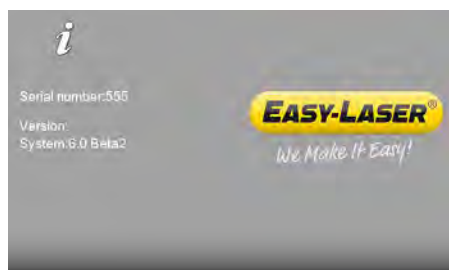 i
Serial number:555
Version:
System:6.0 Beta2
EASY-LASER®
We Make It Easy!